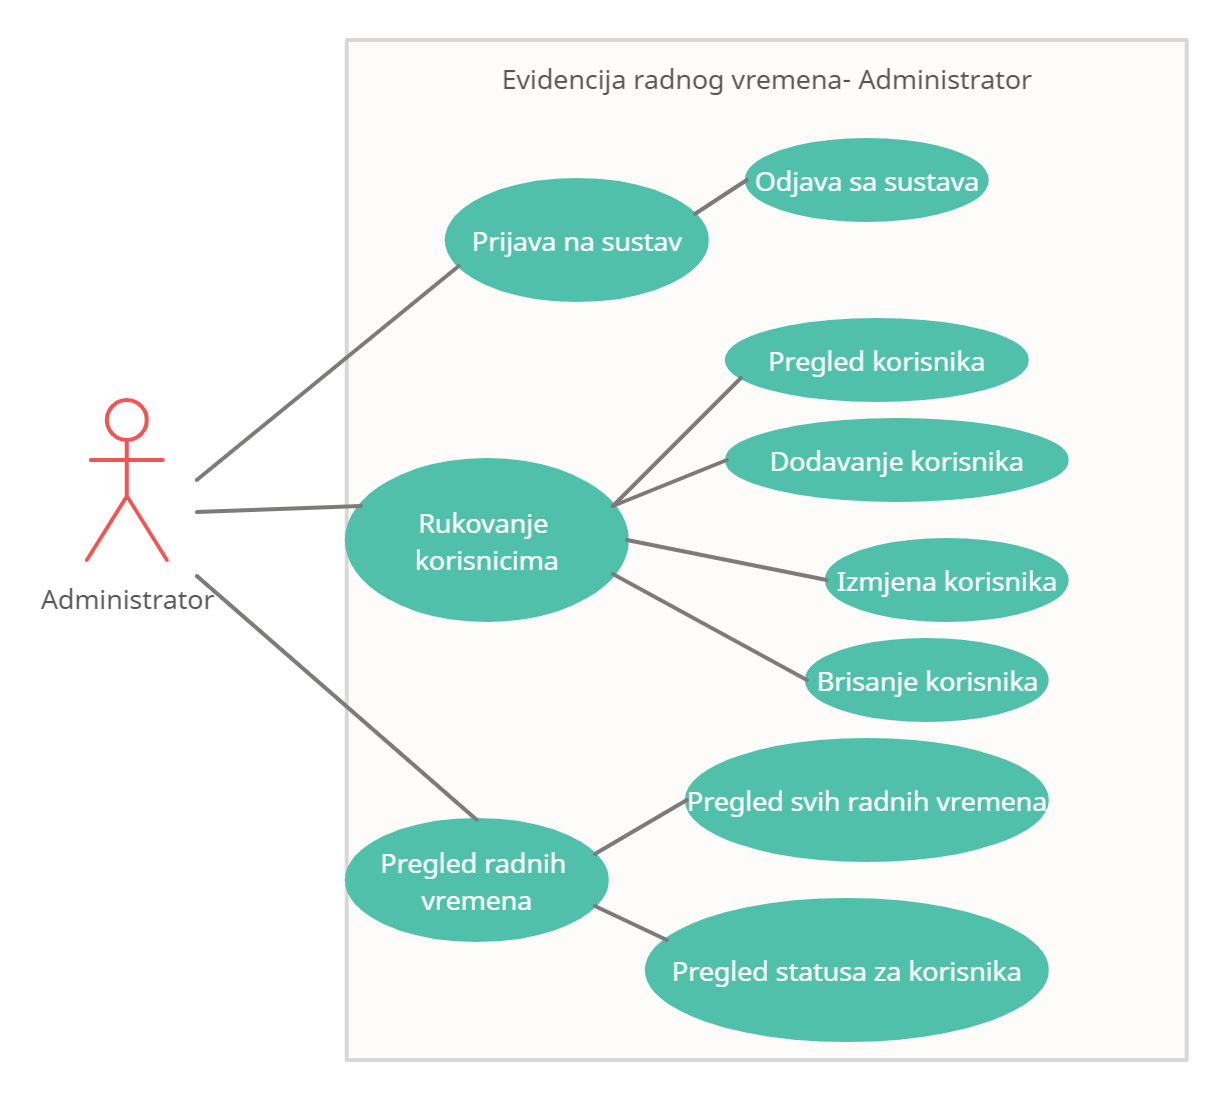 Evidencija radnog vremena- Administrator
Odjava sa sustava
Prijava na sustav
Pregled korisnika
Dodavanje korisnika
Rukovanje
korisnicima
Izmjena korisnika
Administrator
Brisanje korisnika
Pregled svih radnih vremena
Pregled radnih
vremena
Pregled statusa za korisnika